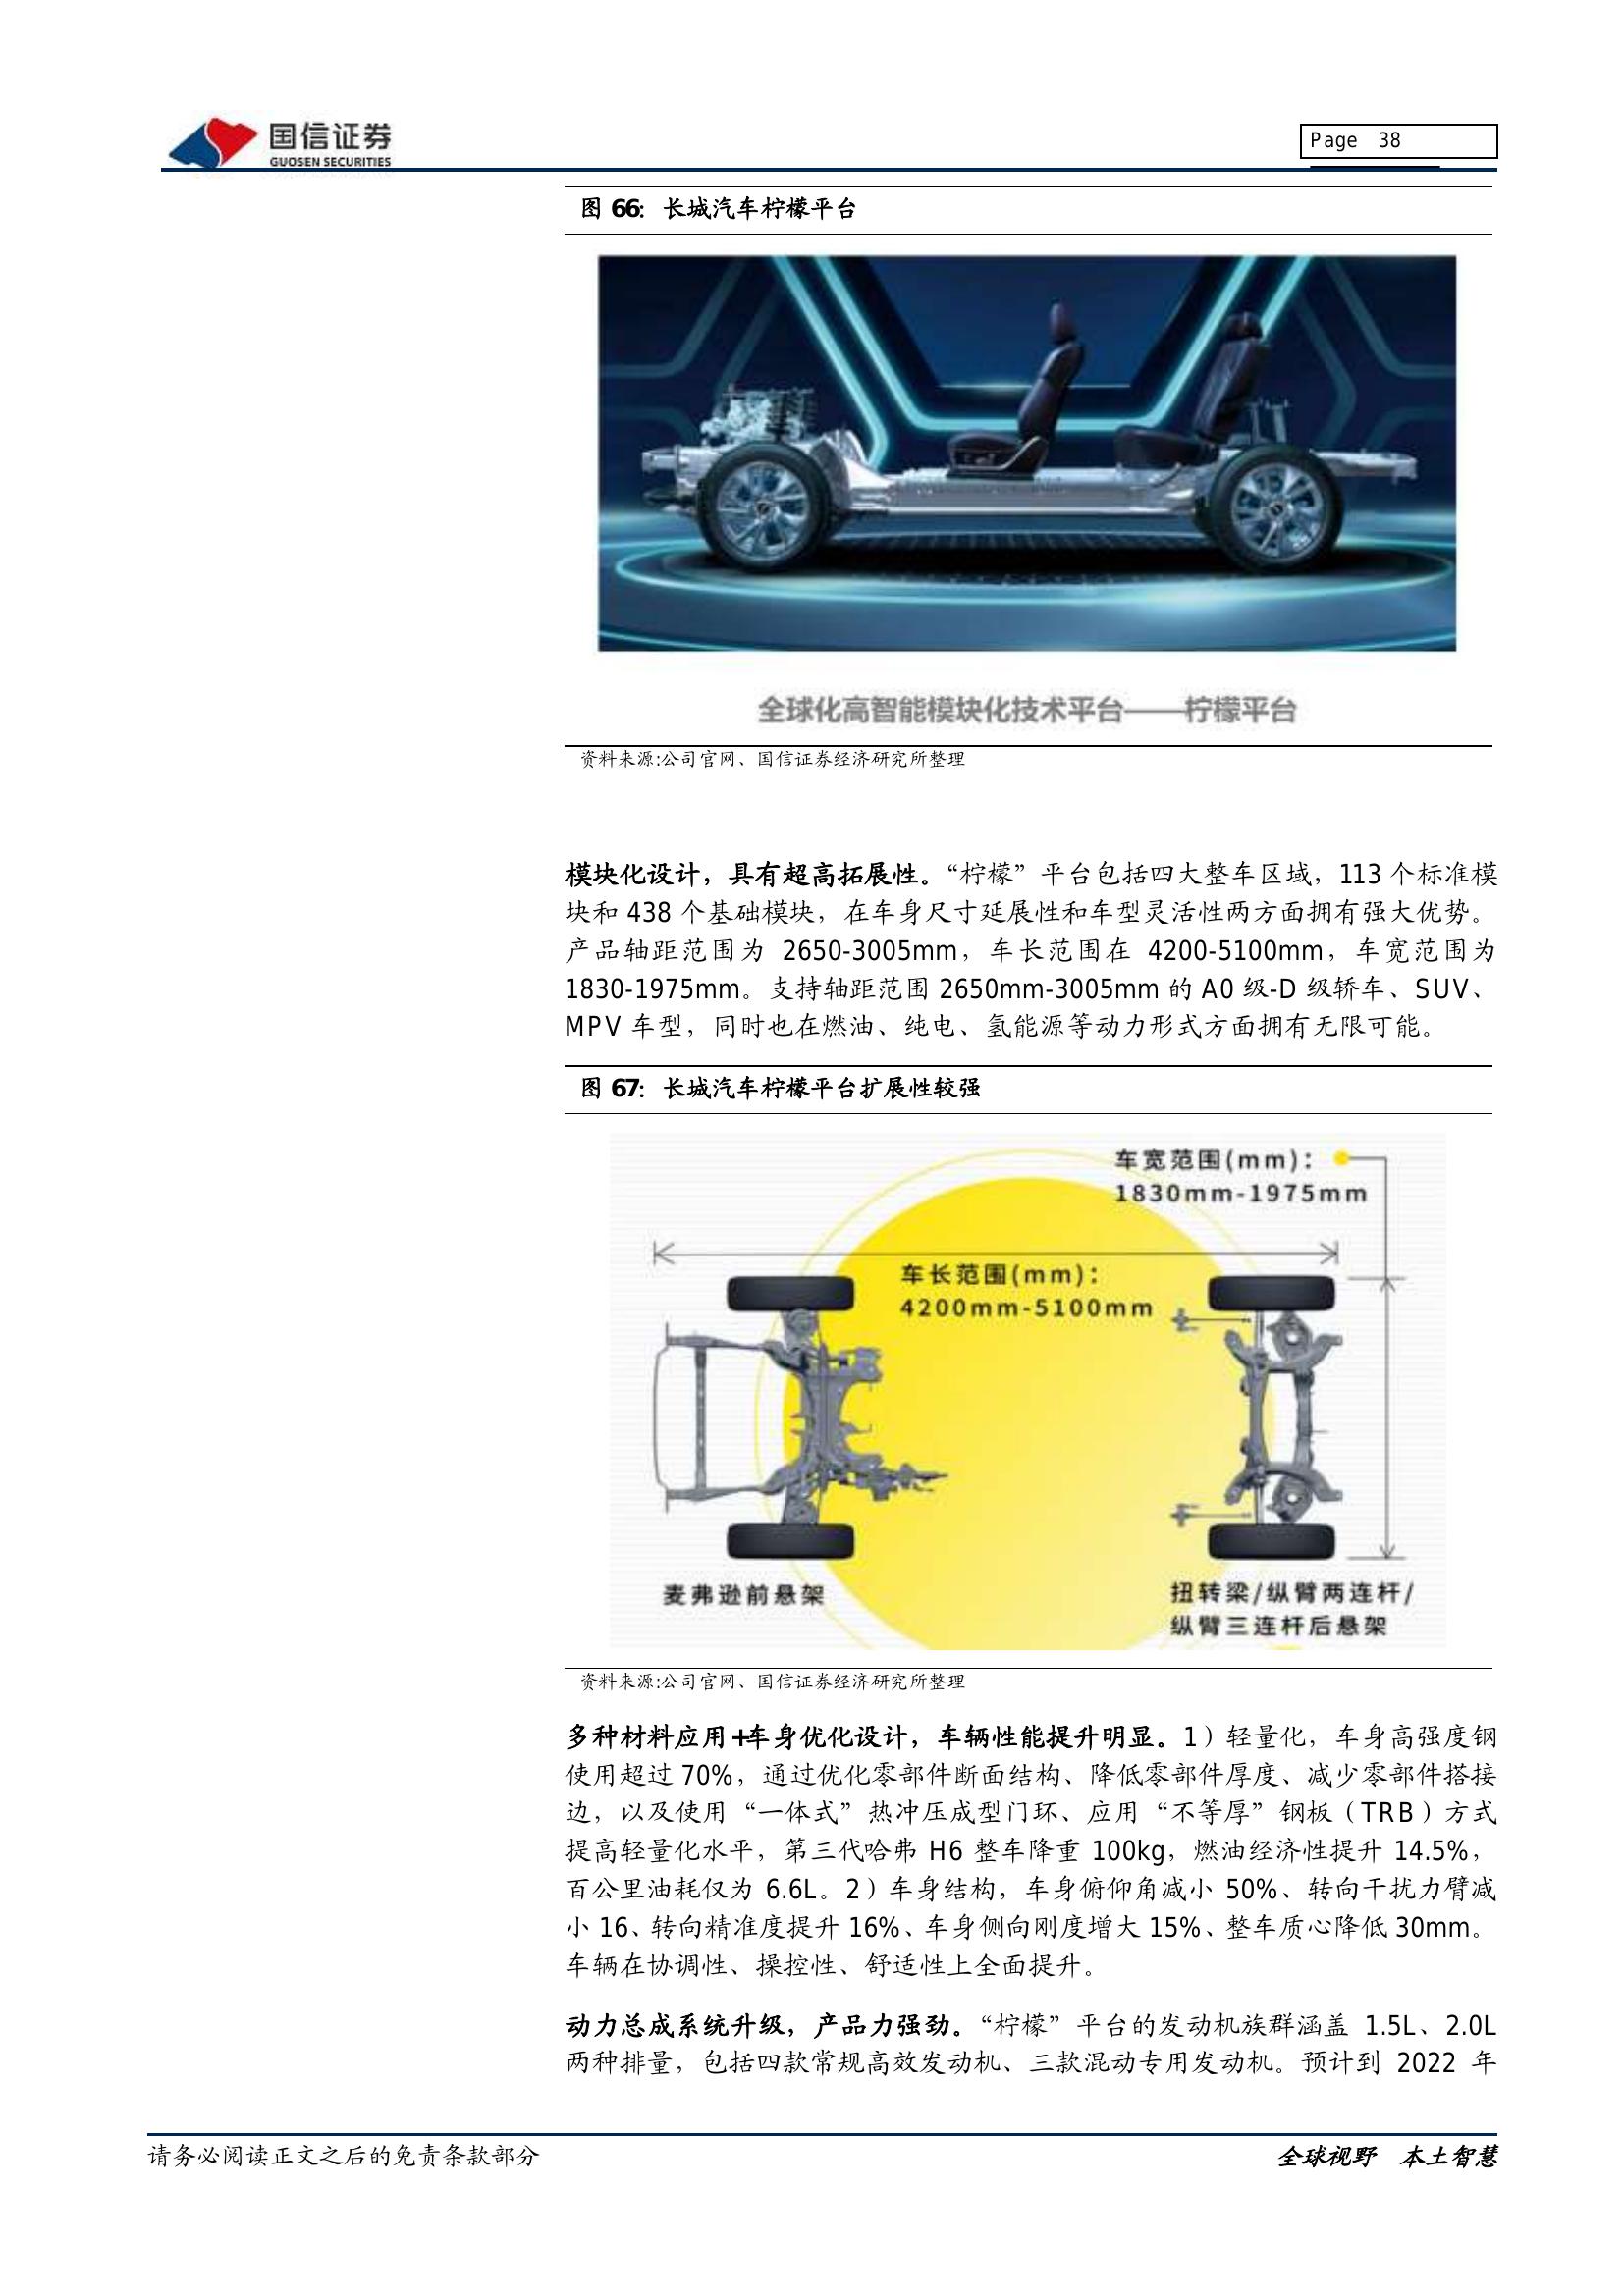 国信证券
GUOSEN SECURITIES
Page 38
图 66：长城汽车柠檬平台
全球化高智能模块化技术平台——柠檬平台
资料来源:公司官网、国信证券经济研究所整理
模块化设计，具有超高拓展性。“柠檬”平台包括四大整车区域，113 个标准模
块和 438 个基础模块，在车身尺寸延展性和车型灵活性两方面拥有强大优势。
产品轴距范围为 2650-3005mm，车长范围在 4200-5100mm，车宽范围为
1830-1975mm。支持轴距范围 2650mm-3005mm 的 A0 级-D 级轿车、SUV、
MPV 车型，同时也在燃油、纯电、氢能源等动力形式方面拥有无限可能。
图 67：长城汽车柠檬平台扩展性较强
车宽范围(mm)：
1830mm-1975mm
车长范围(mm)：
4200mm-5100mm
麦弗逊前悬架
扭转梁/纵臂两连杆/
纵臂三连杆后悬架
资料来源:公司官网、国信证券经济研究所整理
多种材料应用+车身优化设计，车辆性能提升明显。1）轻量化，车身高强度钢
使用超过 70%，通过优化零部件断面结构、降低零部件厚度、减少零部件搭接
边，以及使用“一体式”热冲压成型门环、应用“不等厚”钢板（TRB）方式
提高轻量化水平，第三代哈弗 H6 整车降重 100kg，燃油经济性提升 14.5%，
百公里油耗仅为 6.6L。2）车身结构，车身俯仰角减小 50%、转向干扰力臂减
小 16、转向精准度提升 16%、车身侧向刚度增大 15%、整车质心降低 30mm。
车辆在协调性、操控性、舒适性上全面提升。
动力总成系统升级，产品力强劲。“柠檬”平台的发动机族群涵盖 1.5L、2.0L
两种排量，包括四款常规高效发动机、三款混动专用发动机。预计到 2022 年
请务必阅读正文之后的免责条款部分
全球视野 本土智慧